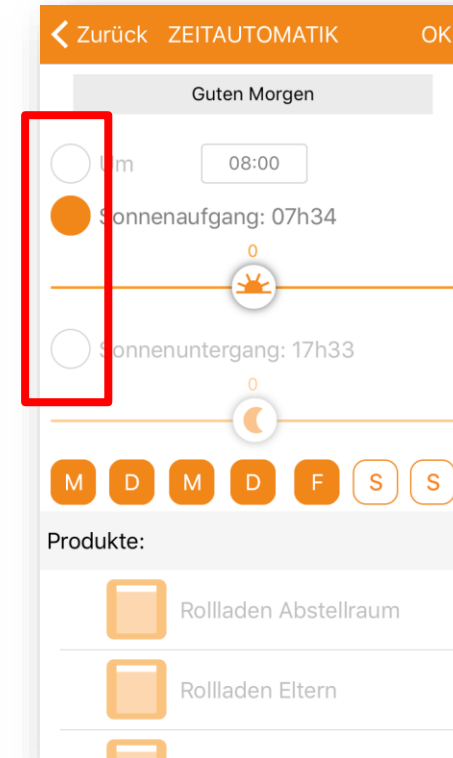 Zurück ZEITAUTOMATIK OK
Guten Morgen
Um 08:00
Sonnenaufgang: 07h34
0
Sonnenuntergang: 17h33
0
M D M D F S S
Produkte:
Rollladen Abstellraum
Rollladen Eltern